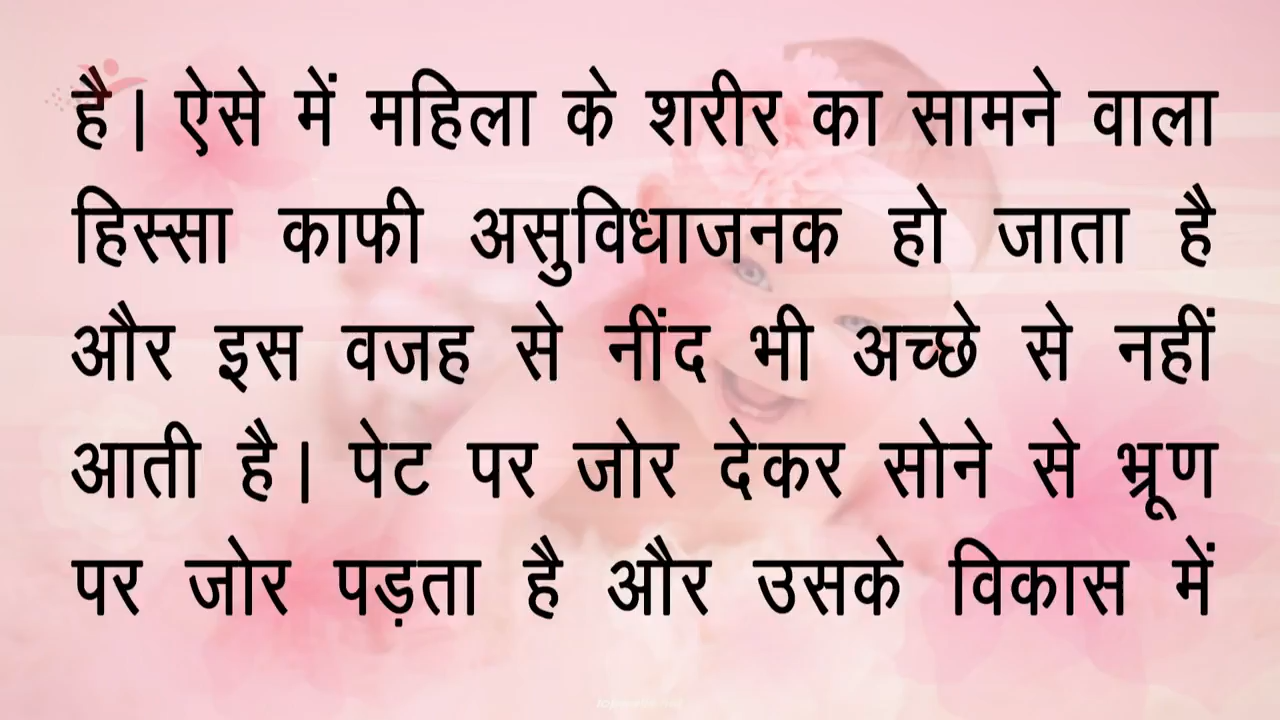 है। ऐसे में महिला के शरीर का सामने वाला
हिस्सा काफी असुविधाजनक हो जाता है
और इस वजह से नींद भी अच्छे से नहीं
आती है। पेट पर जोर देकर सोने से भ्रूण
पर जोर पड़ता है और उसके विकास में